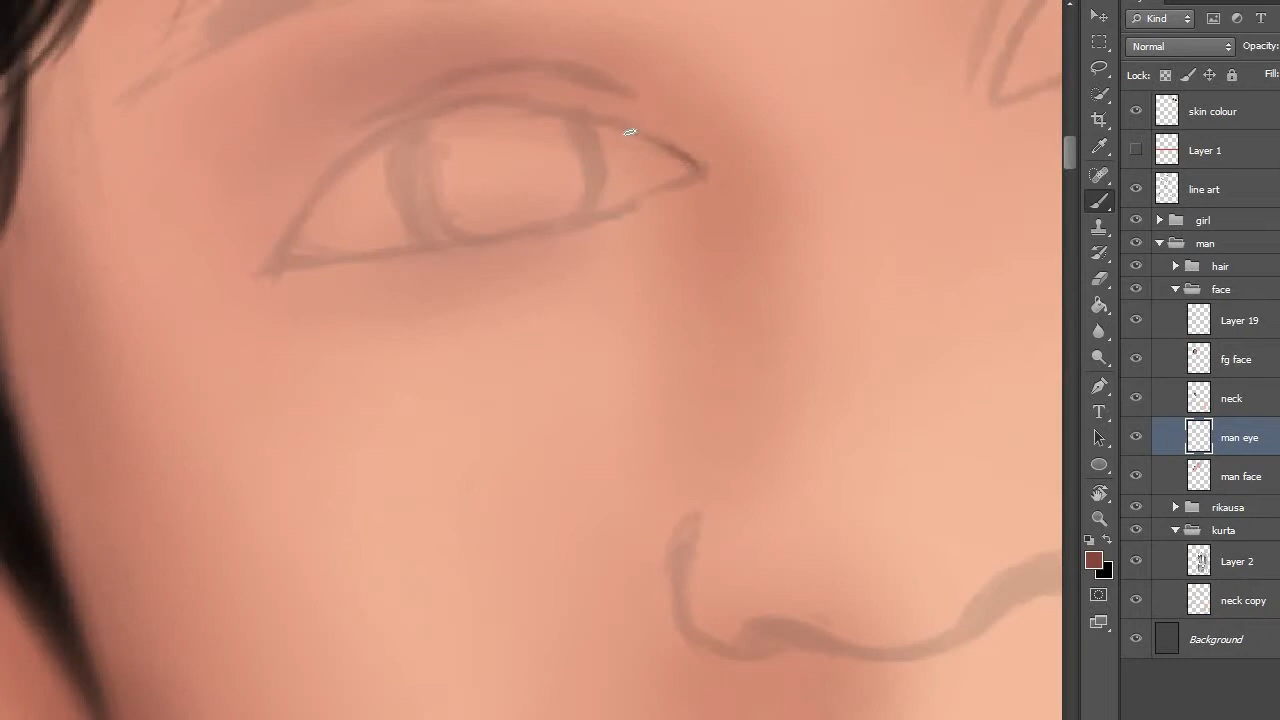 Kind
T
Normal
Opacity:
Lock:
Fill:
skin colour
Layer 1
line art
girl
man
hair
face
Layer 19
fg face
neck
man eye
man face
rikausa
kurta
Layer 2
neck copy
Background